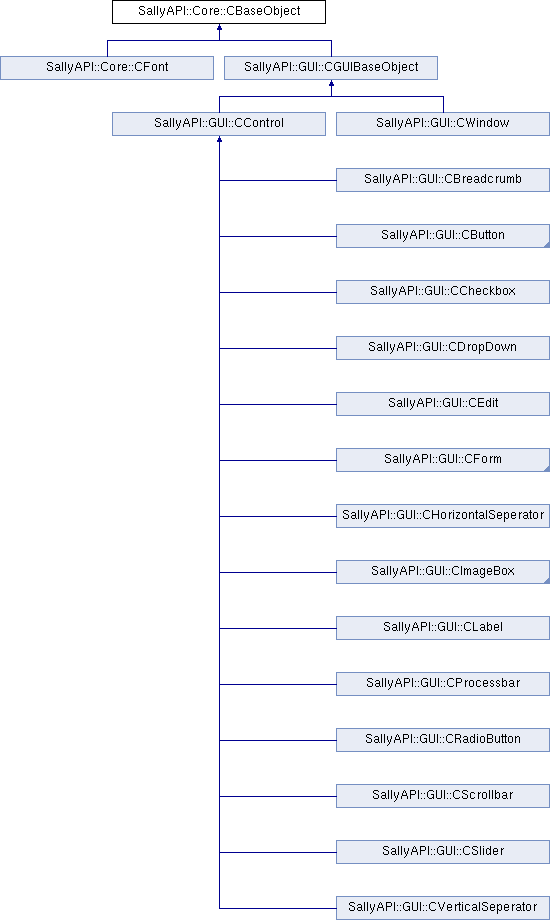 SallyAPI::Core::CBaseObject
SallyAPI::Core::CFont
SallyAPI::GUI::CGUIBaseObject
SallyAPI::GUI::CControl
SallyAPI::GUI::CWindow
SallyAPI::GUI::CBreadcrumb
SallyAPI::GUI::CButton
SallyAPI::GUI::CCheckbox
SallyAPI::GUI::CDropDown
SallyAPI::GUI::CEdit
SallyAPI::GUI::CForm
SallyAPI::GUI::CHorizontalSeperator
SallyAPI::GUI::CImageBox
SallyAPI::GUI::CLabel
SallyAPI::GUI::CProcessbar
SallyAPI::GUI::CRadioButton
SallyAPI::GUI::CScrollbar
SallyAPI::GUI::CSlider
SallyAPI::GUI::CVerticalSeperator